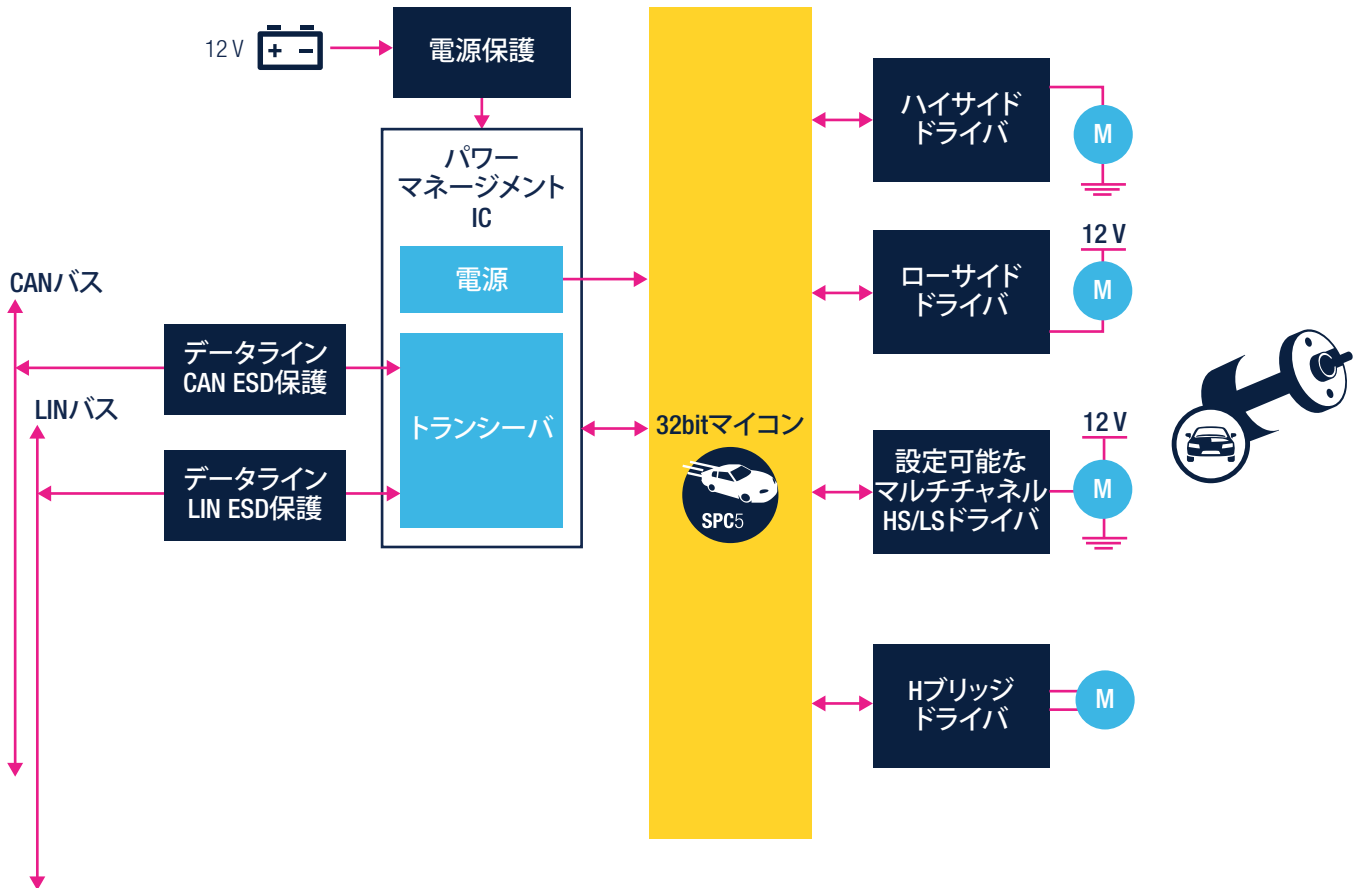 12 V
電源保護
パワー
マネージメント
IC
電源
トランシーバ
CANバス
データライン
CAN ESD保護
LINバス
データライン
LIN ESD保護
32bitマイコン
SPC5
ハイサイド
ドライバ
M
ローサイド
ドライバ
12 V
M
設定可能な
マルチチャネル
HS/LSドライバ
12 V
M
Hブリッジ
ドライバ
M